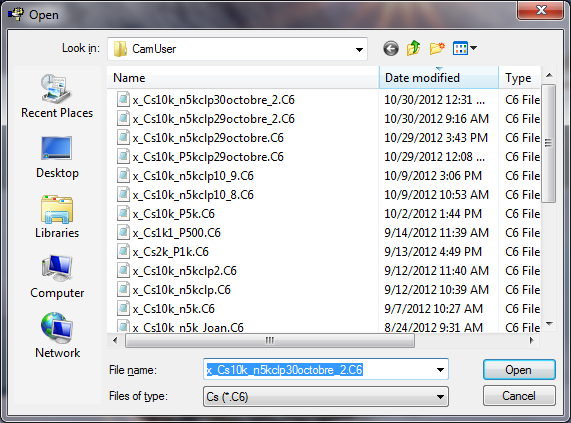 Open
Look in: CamUser
Name Date modified Type
x_Cs10k_n5kclp30octobre_2.C6 10/30/2012 12:31 ... C6 File
x_Cs10k_n5kclp29octobre_2.C6 10/30/2012 9:16 AM C6 File
x_Cs10k_n5kclp29octobre.C6 10/29/2012 3:43 PM C6 File
x_Cs10k_P5kclp29octobre.C6 10/29/2012 12:08 ... C6 File
x_Cs10k_n5kclp10_9.C6 10/9/2012 3:06 PM C6 File
x_Cs10k_n5kclp10_8.C6 10/9/2012 10:53 AM C6 File
x_Cs10k_P5k.C6 10/2/2012 1:44 PM C6 File
x_Cs1k1_P500.C6 9/14/2012 11:39 AM C6 File
x_Cs2k_P1k.C6 9/13/2012 4:49 PM C6 File
x_Cs10k_n5kclp2.C6 9/12/2012 11:40 AM C6 File
x_Cs10k_n5kclp.C6 9/12/2012 10:39 AM C6 File
x_Cs10k_n5k.C6 9/7/2012 10:27 AM C6 File
x_Cs10k_n5k_Joan.C6 8/24/2012 9:31 AM C6 File
Recent Places
Desktop
Libraries
Computer
Network
File name: x_Cs10k_n5kclp30octobre_2.C6 Open
Files of type: Cs (*.C6) Cancel